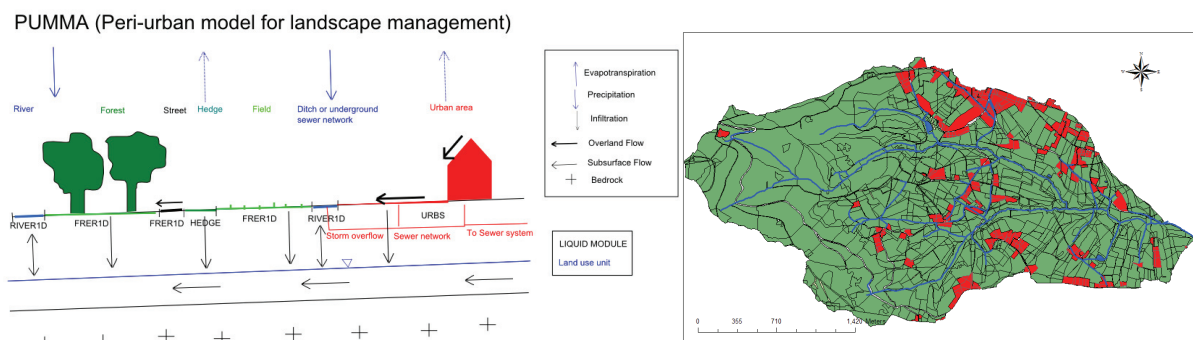 PUMMA (Peri-urban model for landscape management)
River
Forest
Street
Hedge
Field
Ditch or underground
sewer network
Urban area
RIVER1D
FRER1D
FRER1D
HEDGE
FRER1D
RIVER1D
URBS
Storm overflow
Sewer network
To Sewer system
Evapotranspiration
Precipitation
Infiltration
Overland Flow
Subsurface Flow
Bedrock
LIQUID MODULE
Land use unit
0 355 710 1,420 Meters